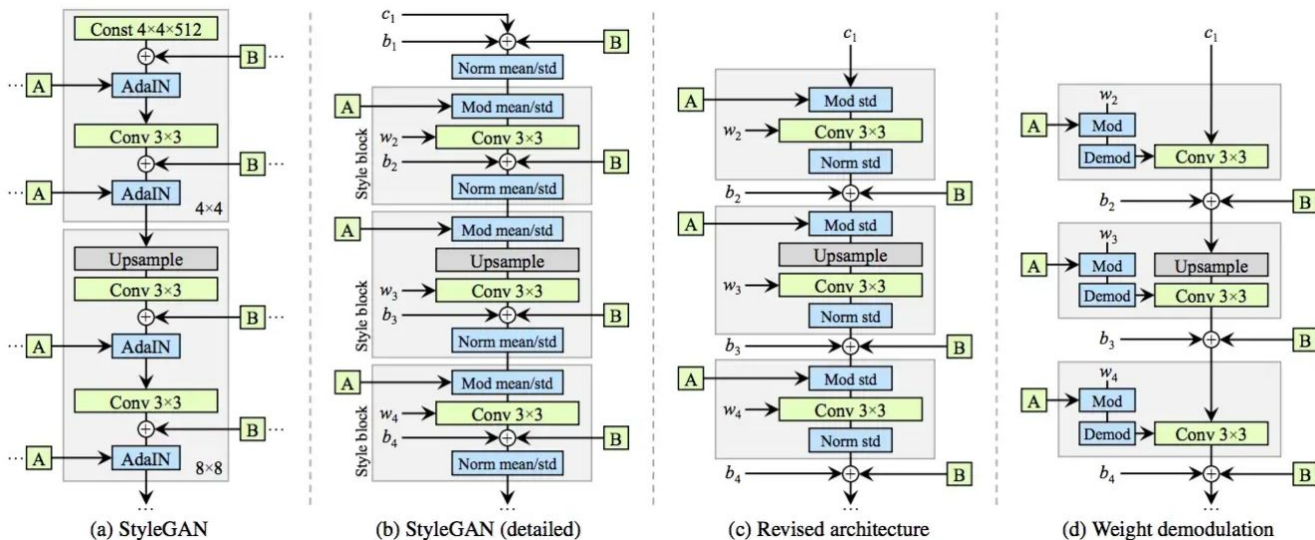 Const 4×4×512
B ...
... A
AdaIN
Conv 3×3
B ...
... A
AdaIN
4×4
Upsample
Conv 3×3
B ...
... A
AdaIN
Conv 3×3
B ...
... A
AdaIN
8×8
...
(a) StyleGAN
c1
b1
B
Norm mean/std
A
Mod mean/std
w2
Conv 3×3
b2
B
Norm mean/std
Style block
A
Mod mean/std
Upsample
w3
Conv 3×3
b3
B
Norm mean/std
Style block
A
Mod mean/std
w4
Conv 3×3
b4
B
Norm mean/std
Style block
...
(b) StyleGAN (detailed)
c1
A
Mod std
w2
Conv 3×3
Norm std
b2
B
A
Mod std
Upsample
w3
Conv 3×3
Norm std
b3
B
A
Mod std
w4
Conv 3×3
Norm std
b4
B
...
(c) Revised architecture
c1
w2
A
Mod
Demod
Conv 3×3
b2
B
w3
A
Mod
Upsample
Demod
Conv 3×3
b3
B
w4
A
Mod
Demod
Conv 3×3
b4
B
...
(d) Weight demodulation